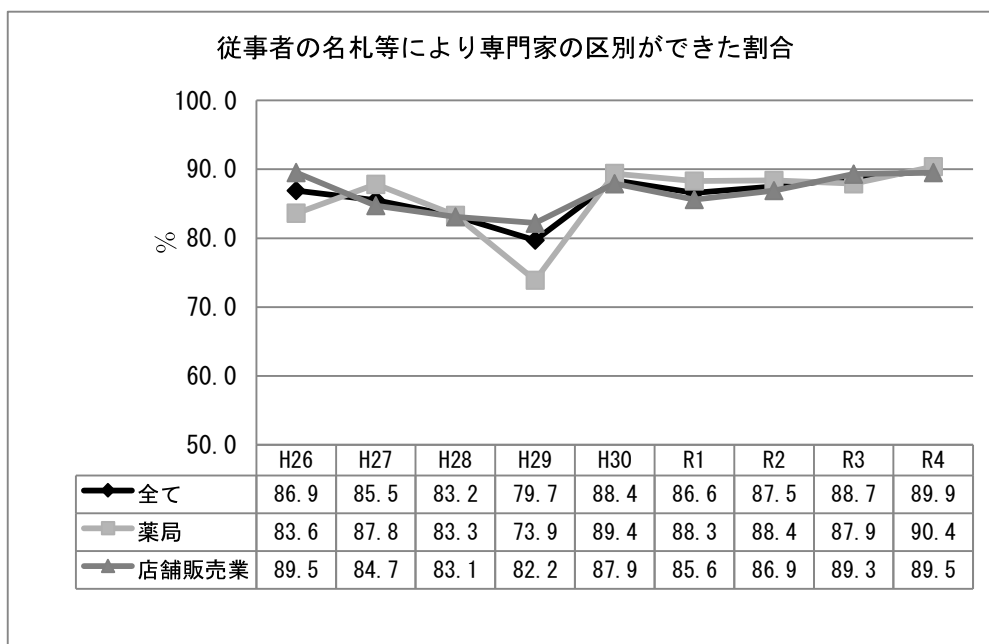 従事者の名札等により専門家の区別ができた割合
100.0
90.0
80.0
70.0
60.0
50.0
%
H26 H27 H28 H29 H30 R1 R2 R3 R4
全て 86.9 85.5 83.2 79.7 88.4 86.6 87.5 88.7 89.9
薬局 83.6 87.8 83.3 73.9 89.4 88.3 88.4 87.9 90.4
店舗販売業 89.5 84.7 83.1 82.2 87.9 85.6 86.9 89.3 89.5